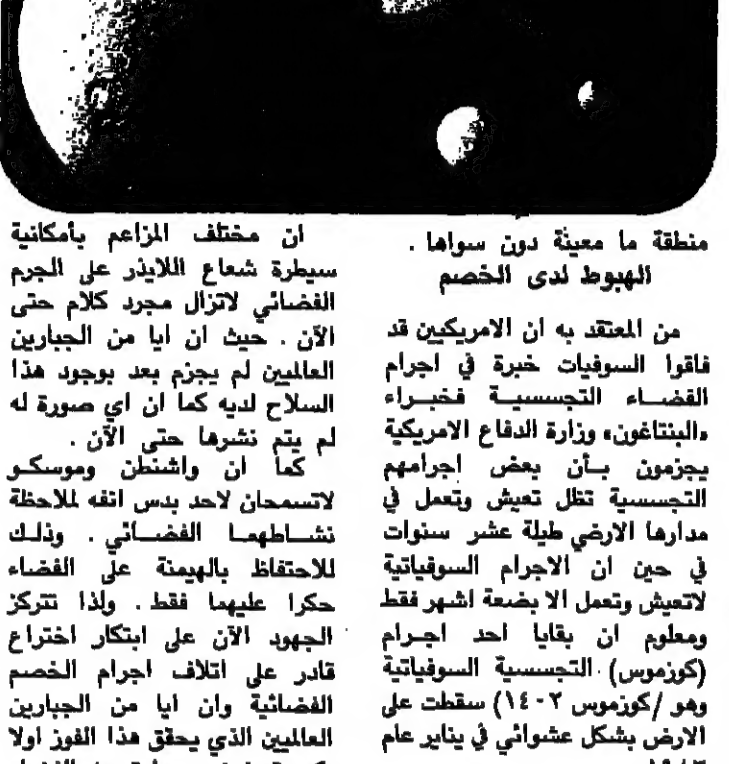 منطقة ما معينة دون سواها .
الهبوط لدى الخصم
من المعتقد به ان الامريكيين قد
فاقوا السوفيات خبرة في اجرام
الفضاء التجسسية فخبراء
«البنتاغون» وزارة الدفاع الامريكية
يجزمون بأن بعض اجرامهم
التجسسية تظل تعيش وتعمل في
مدارها الارضي طيلة عشر سنوات
في حين ان الاجرام السوفياتية
لاتعيش وتعمل الا بضعة اشهر فقط
ومعلوم ان بقايا احد اجرام
(كوزموس) التجسسية السوفياتية
وهو /كوزموس ١٤٠٢) سقطت على
الارض بشكل عشوائي في يناير عام
ان مختلف المزاعم بأمكانية
سيطرة شعاع اللايذر على الجرم
الفضائي لاتزال مجرد كلام حتى
الآن . حيث ان ايا من الجبارين
العالميين لم يجزم بعد بوجود هذا
السلاح لديه كما ان اي صورة له
لم يتم نشرها حتى الآن .
كما ان واشنطن وموسكو
لاتسمحان لاحد بدس انفه لملاحظة
نشاطهما الفضائي . وذلك
للاحتفاظ بالهيمنة على الفضاء
حكرا عليهما فقط . ولذا تتركز
الجهود الآن على ابتكار اختراع
قادر على اتلاف اجرام الخصم
الفضائية وان ايا من الجبارين
العالميين الذي يحقق هذا الفوز اولا